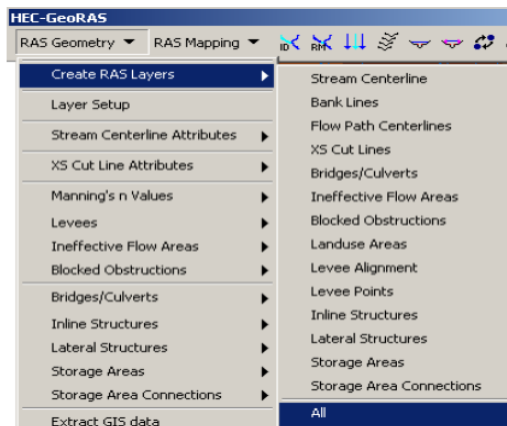 HEC-GeoRAS
RAS Geometry RAS Mapping ID RM
Create RAS Layers
Layer Setup
Stream Centerline Attributes
XS Cut Line Attributes
Manning's n Values
Levees
Ineffective Flow Areas
Blocked Obstructions
Bridges/Culverts
Inline Structures
Lateral Structures
Storage Areas
Storage Area Connections
Extract GIS data
Stream Centerline
Bank Lines
Flow Path Centerlines
XS Cut Lines
Bridges/Culverts
Ineffective Flow Areas
Blocked Obstructions
Landuse Areas
Levee Alignment
Levee Points
Inline Structures
Lateral Structures
Storage Areas
Storage Area Connections
All